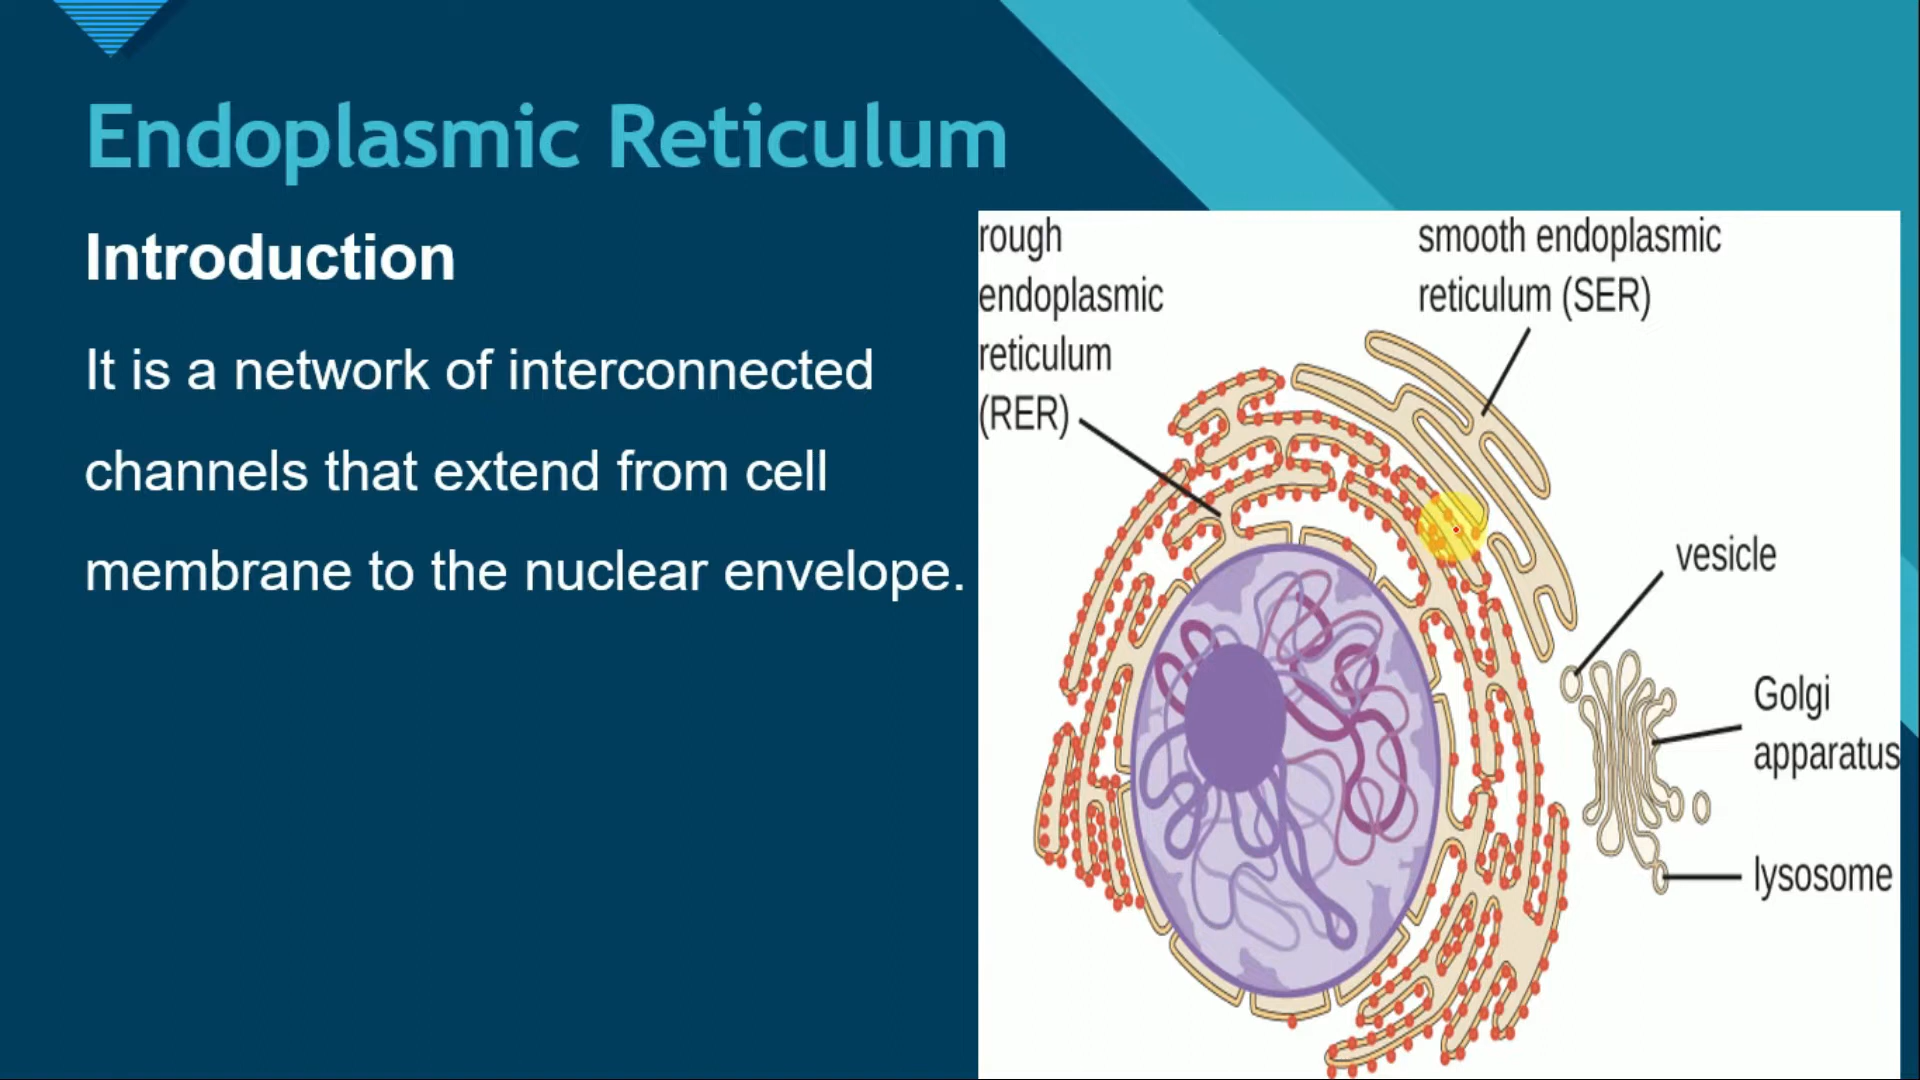 Endoplasmic Reticulum
Introduction
It is a network of interconnected
channels that extend from cell
membrane to the nuclear envelope.
rough
endoplasmic
reticulum
(RER)
smooth endoplasmic
reticulum (SER)
vesicle
Golgi
apparatus
lysosome